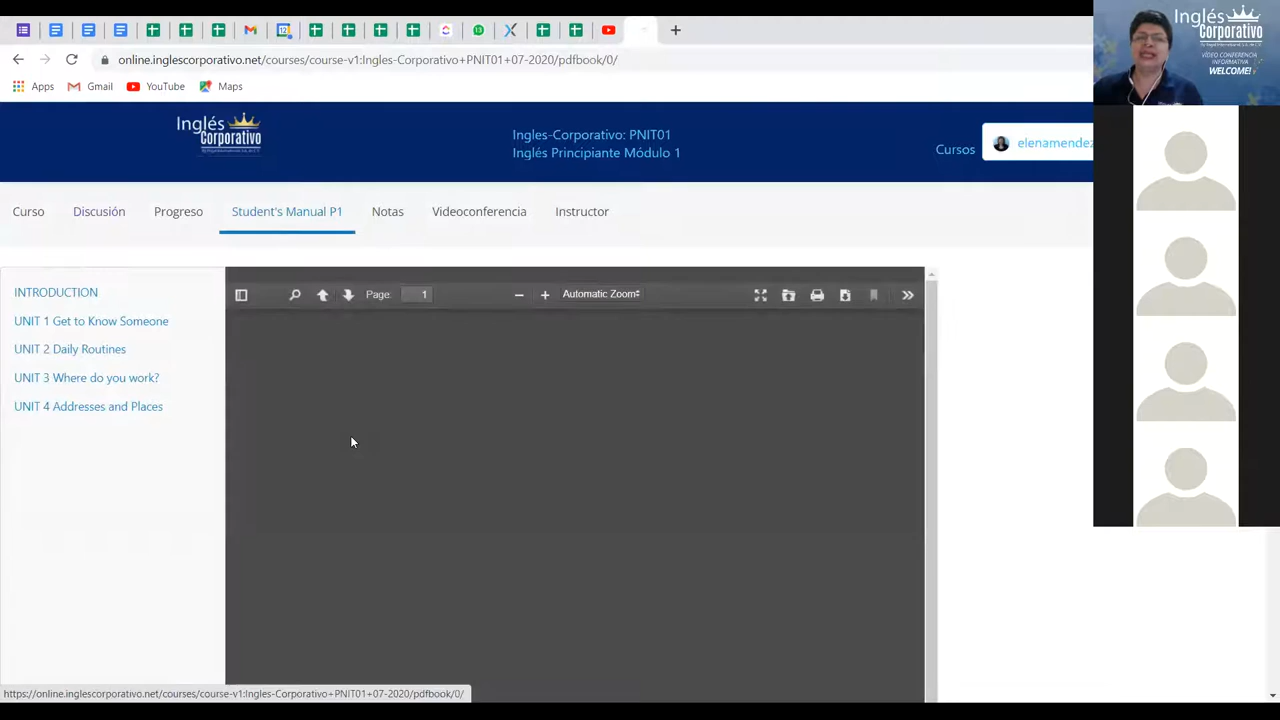 online.inglescorporativo.net/courses/course-v1:Ingles-Corporativo+PNIT01+07-2020/pdfbook/0/
Apps
Gmail
YouTube
Maps
Inglés
Corporativo
Ingles-Corporativo: PNIT01
Inglés Principiante Módulo 1
Cursos
elenamendez
Inglés
Corporativo
VÍDEO CONFERENCIA
INFORMATIVA
WELCOME!
Curso
Discusión
Progreso
Student's Manual P1
Notas
Videoconferencia
Instructor
INTRODUCTION
UNIT 1 Get to Know Someone
UNIT 2 Daily Routines
UNIT 3 Where do you work?
UNIT 4 Addresses and Places
Page:
1
Automatic Zoom
https://online.inglescorporativo.net/courses/course-v1:Ingles-Corporativo+PNIT01+07-2020/pdfbook/0/